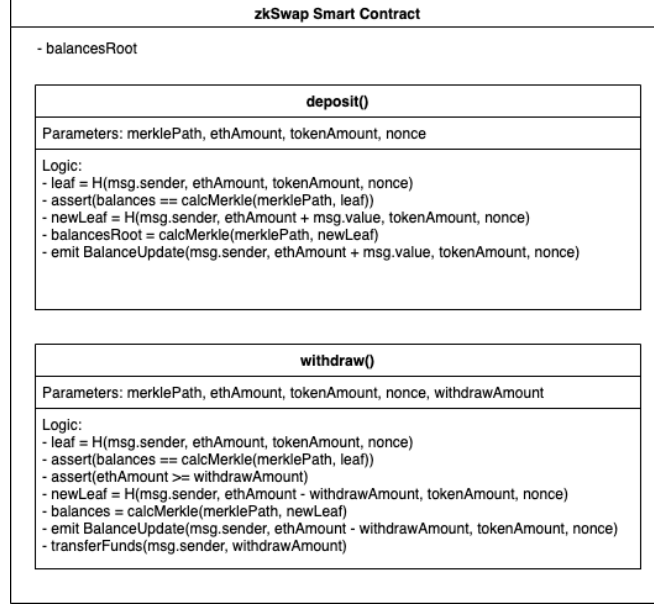 zkSwap Smart Contract
- balancesRoot
deposit()
Parameters: merklePath, ethAmount, tokenAmount, nonce
Logic:
- leaf = H(msg.sender, ethAmount, tokenAmount, nonce)
- assert(balances == calcMerkle(merklePath, leaf))
- newLeaf = H(msg.sender, ethAmount + msg.value, tokenAmount, nonce)
- balancesRoot = calcMerkle(merklePath, newLeaf)
- emit BalanceUpdate(msg.sender, ethAmount + msg.value, tokenAmount, nonce)
withdraw()
Parameters: merklePath, ethAmount, tokenAmount, nonce, withdrawAmount
Logic:
- leaf = H(msg.sender, ethAmount, tokenAmount, nonce)
- assert(balances == calcMerkle(merklePath, leaf))
- assert(ethAmount >= withdrawAmount)
- newLeaf = H(msg.sender, ethAmount - withdrawAmount, tokenAmount, nonce)
- balances = calcMerkle(merklePath, newLeaf)
- emit BalanceUpdate(msg.sender, ethAmount - withdrawAmount, tokenAmount, nonce)
- transferFunds(msg.sender, withdrawAmount)